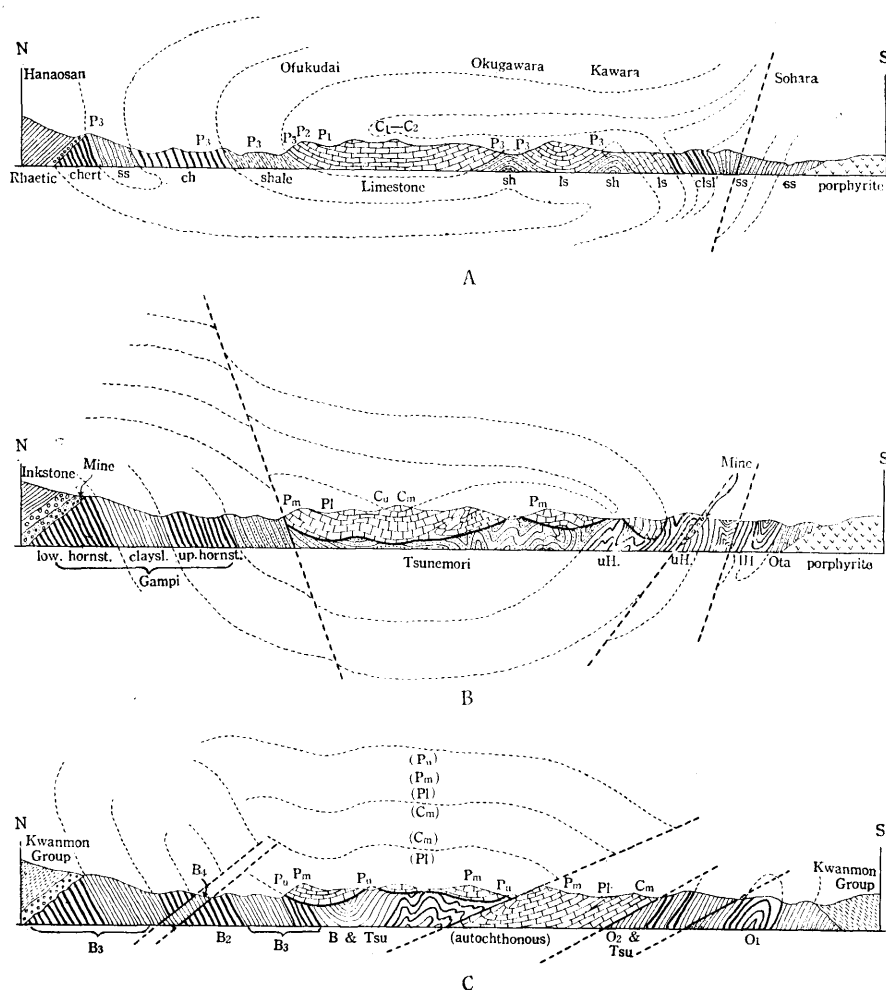 N S
Hanaosan Ofukudai Okugawara Kawara Sohara
P₃ P₃ P₃ P₃ P₂ P₁ C₁—C₂ P₃ P₃ P₃
Rhaetic chert ss ch shale Limestone sh ls sh ls clsl ss ss porphyrite
A
N S
Inkstone Mine Mine
Pm Pl Cu Cm Pm
low. hornst. claysl. up. hornst. Tsunemori uH. uH. lH Ota porphyrite
Gampi
B
(Pu)
(Pm)
(Pl)
(Cm)
(Cm)
(Pl)
N S
Kwanmon Group B₄ Pu Pm Pu Pm Pu Pm Pl Cm Kwanmon Group
B₃ B₂ B₃ B & Tsu (autochthonous) O₂ & Tsu O₁
C